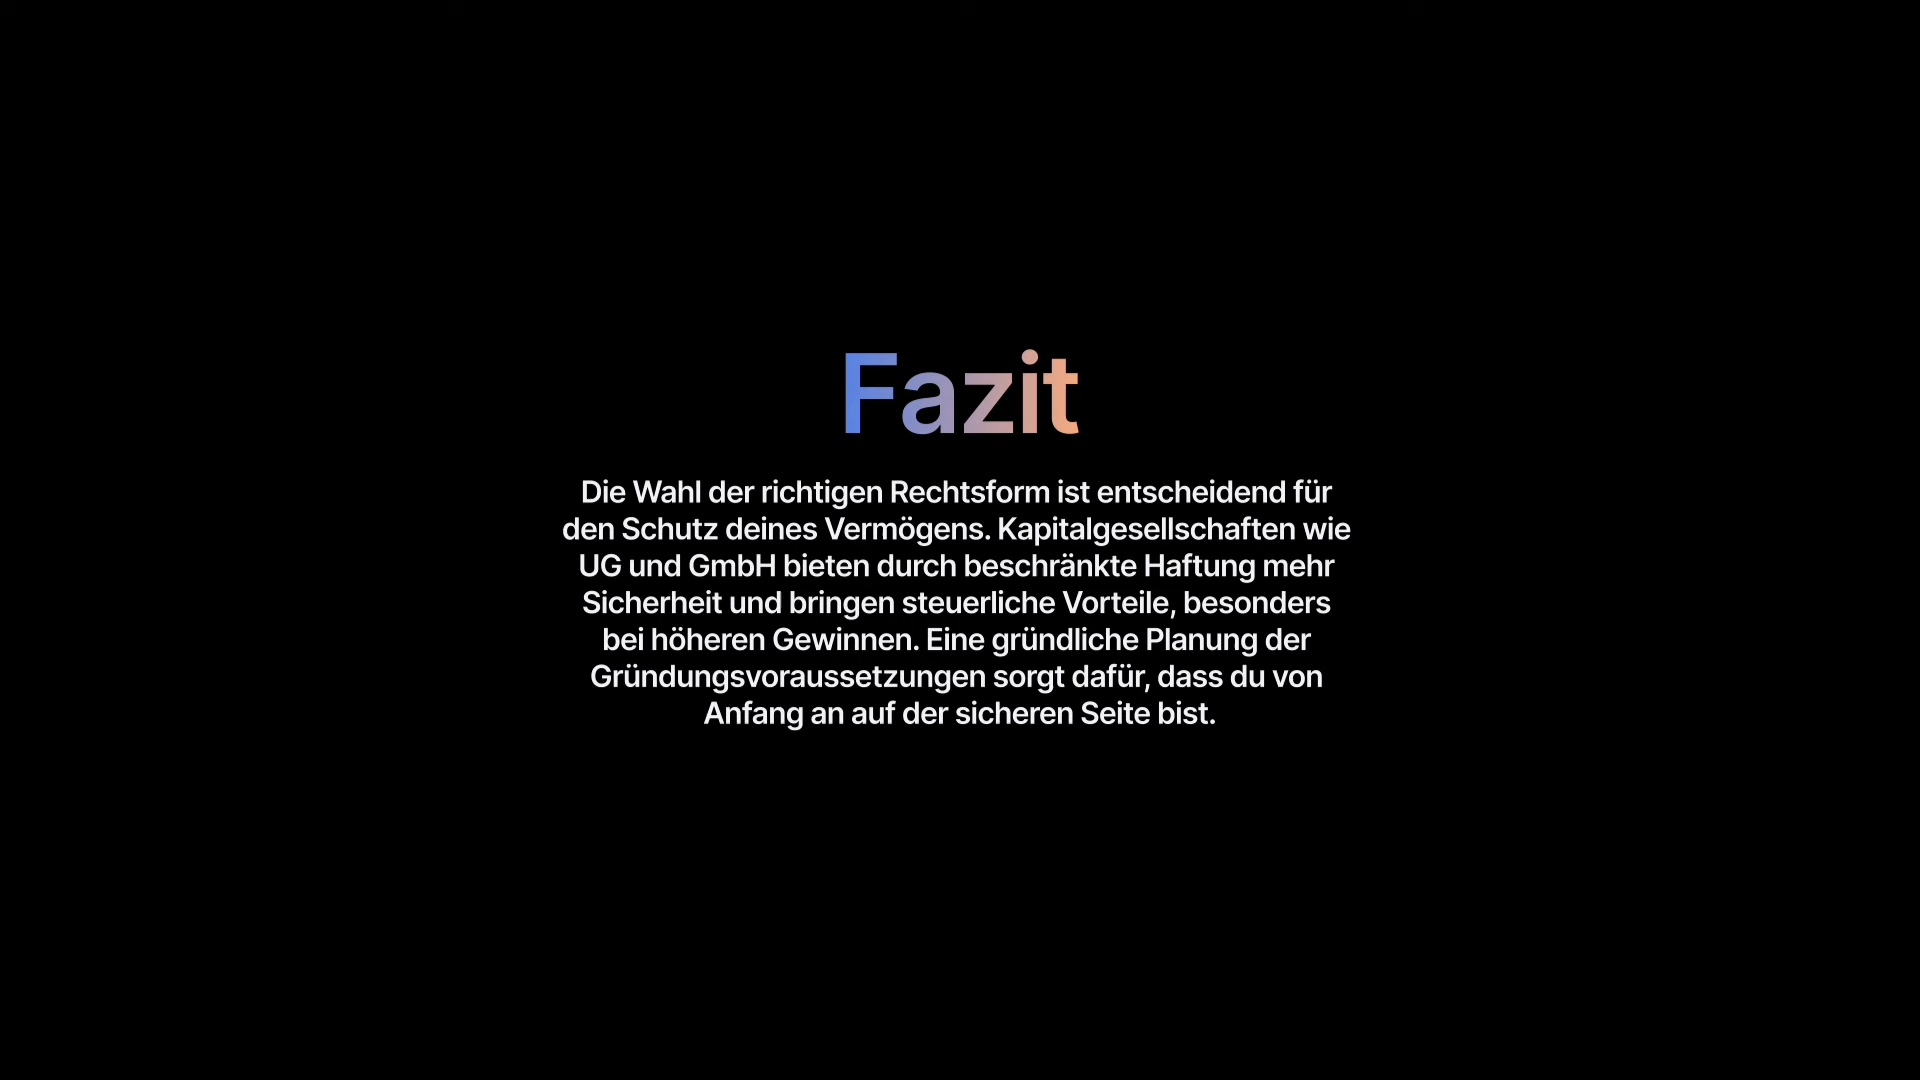 Fazit
Die Wahl der richtigen Rechtsform ist entscheidend für
den Schutz deines Vermögens. Kapitalgesellschaften wie
UG und GmbH bieten durch beschränkte Haftung mehr
Sicherheit und bringen steuerliche Vorteile, besonders
bei höheren Gewinnen. Eine gründliche Planung der
Gründungsvoraussetzungen sorgt dafür, dass du von
Anfang an auf der sicheren Seite bist.